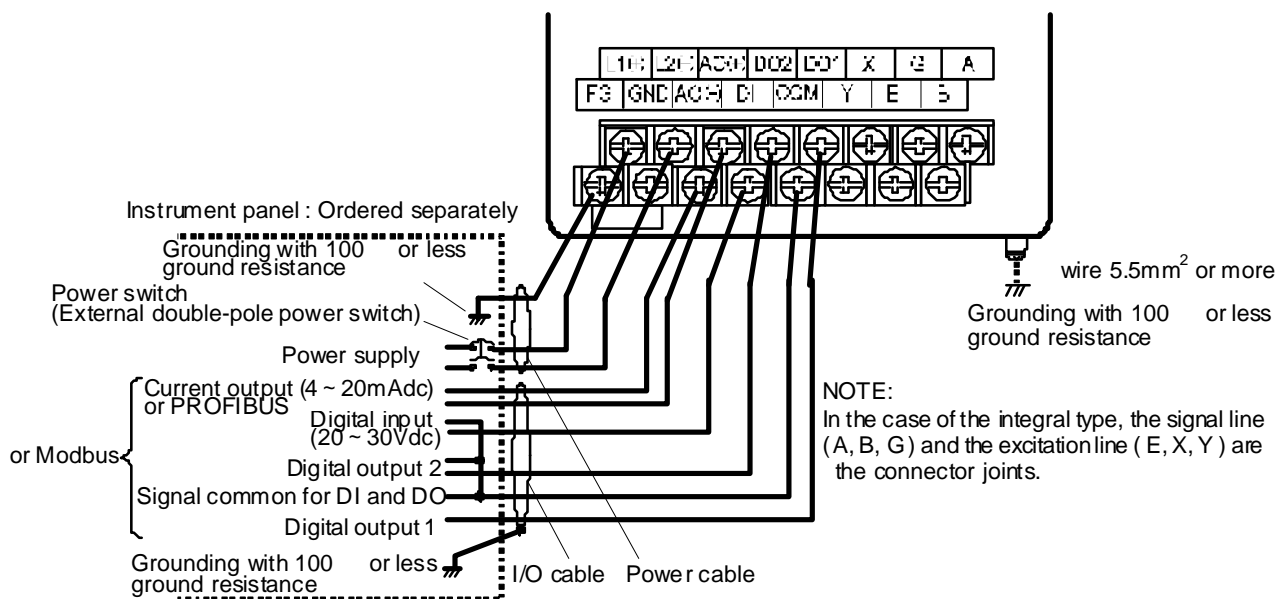 DO2 X A
FG GND DI COM Y E
Instrument panel : Ordered separately
Grounding with 100 or less
ground resistance
Power switch
(External double-pole power switch)
Power supply
Current output (4 ~ 20mAdc)
or PROFIBUS
Digital input
(20 ~ 30Vdc)
or Modbus
Digital output 2
Signal common for DI and DO
Digital output 1
Grounding with 100 or less
ground resistance
I/O cable Power cable
wire 5.5mm² or more
Grounding with 100 or less
ground resistance
NOTE:
In the case of the integral type, the signal line
( A, B, G ) and the excitation line ( E, X, Y ) are
the connector joints.